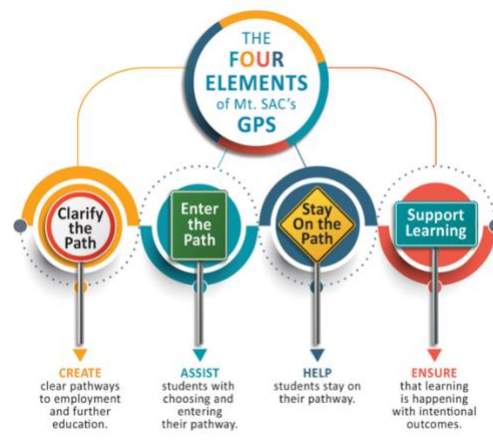 THE
FOUR
ELEMENTS
of Mt. SAC's
GPS
Clarify
the
Path
Enter
the
Path
Stay
On the
Path
Support
Learning
CREATE
clear pathways
to employment
and further
education.
ASSIST
students with
choosing and
entering
their pathway.
HELP
students stay on
their pathway.
ENSURE
that learning
is happening
with intentional
outcomes.